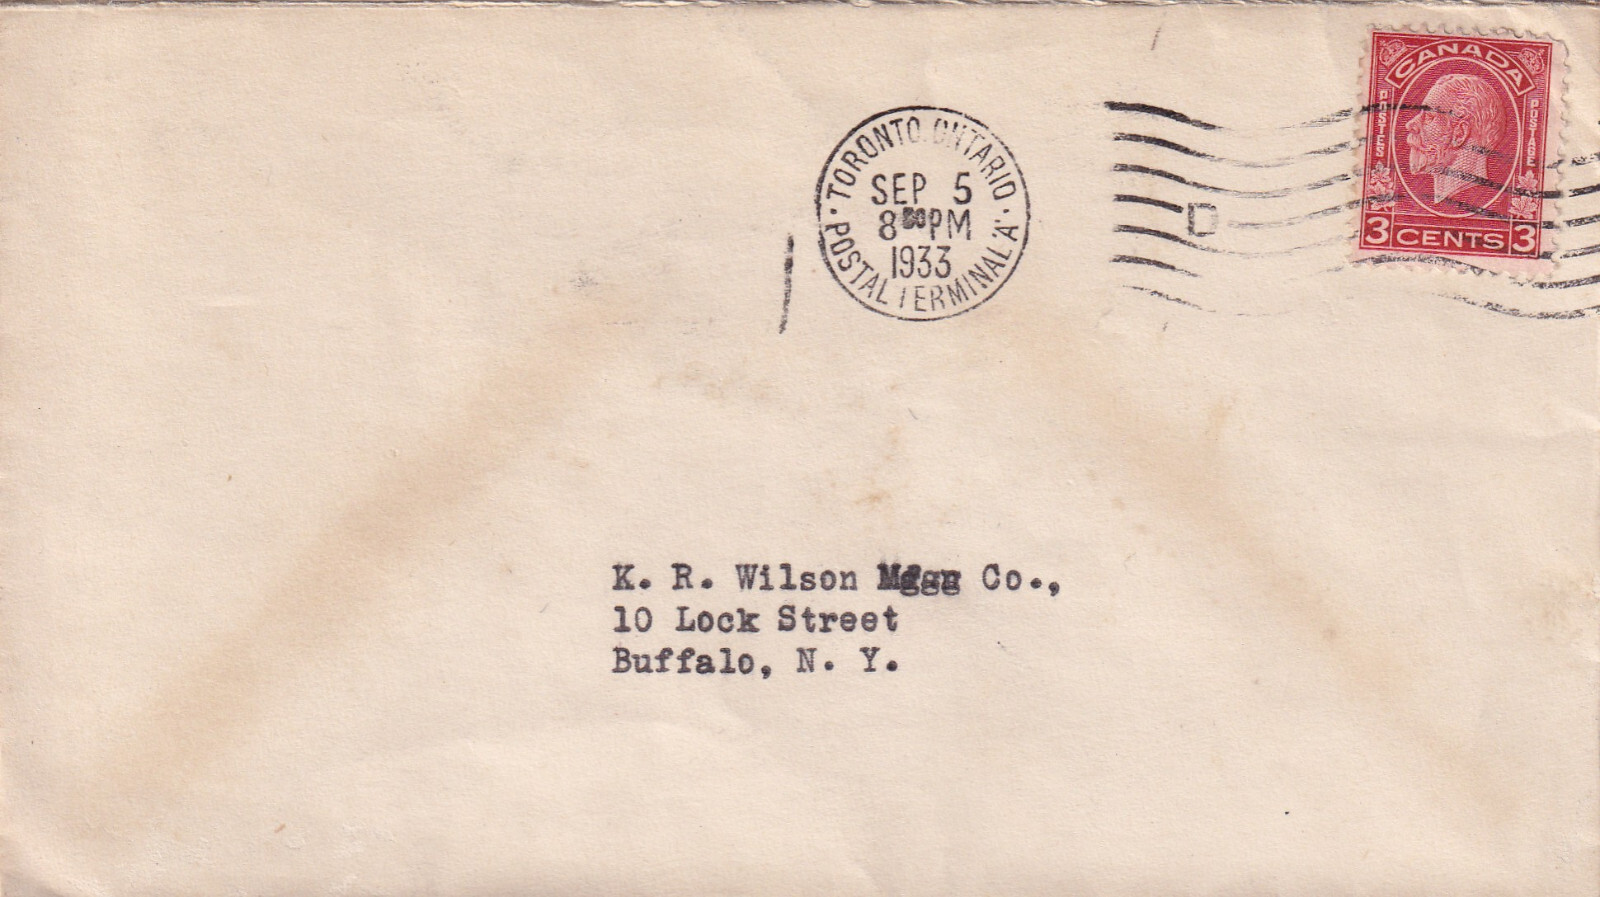 CANADA
POSTES
POSTAGE
3 CENTS 3
TORONTO. ONTARIO
SEP 5
8 PM
1933
POSTAL TERMINAL 'A'
D
K. R. Wilson Co.,
10 Lock Street
Buffalo, N. Y.